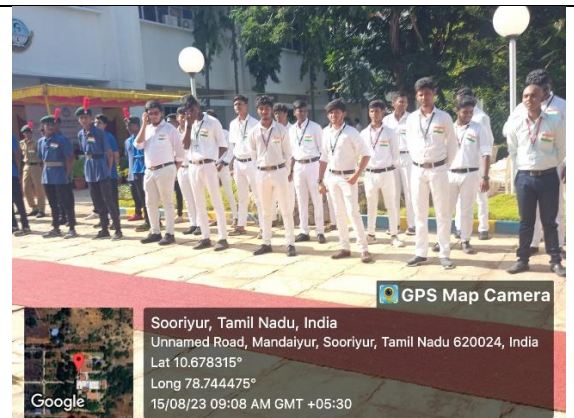 GPS Map Camera
Sooriyur, Tamil Nadu, India
Unnamed Road, Mandaiyur, Sooriyur, Tamil Nadu 620024, India
Lat 10.678315°
Long 78.744475°
15/08/23 09:08 AM GMT +05:30
Google